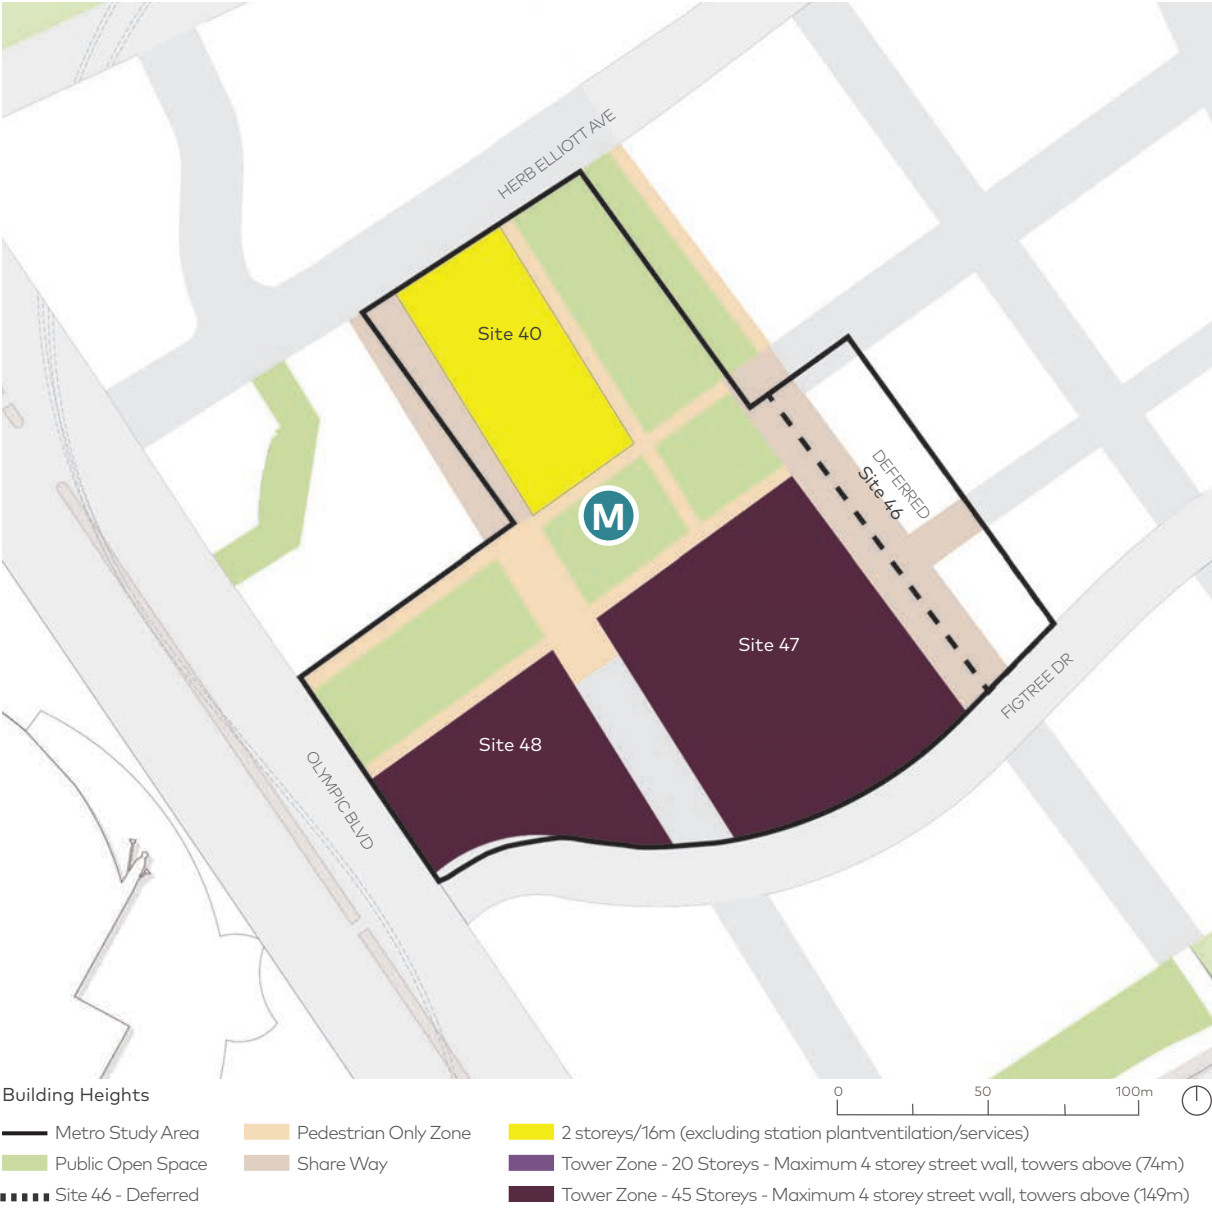 HERB ELLIOTT AVE
Site 40
DEFERRED
Site 46
M
Site 47
FIGTREE DR
Site 48
OLYMPIC BLVD
Building Heights
0 50 100m
Metro Study Area
Public Open Space
Site 46 - Deferred
Pedestrian Only Zone
Share Way
2 storeys/16m (excluding station plantventilation/services)
Tower Zone - 20 Storeys - Maximum 4 storey street wall, towers above (74m)
Tower Zone - 45 Storeys - Maximum 4 storey street wall, towers above (149m)